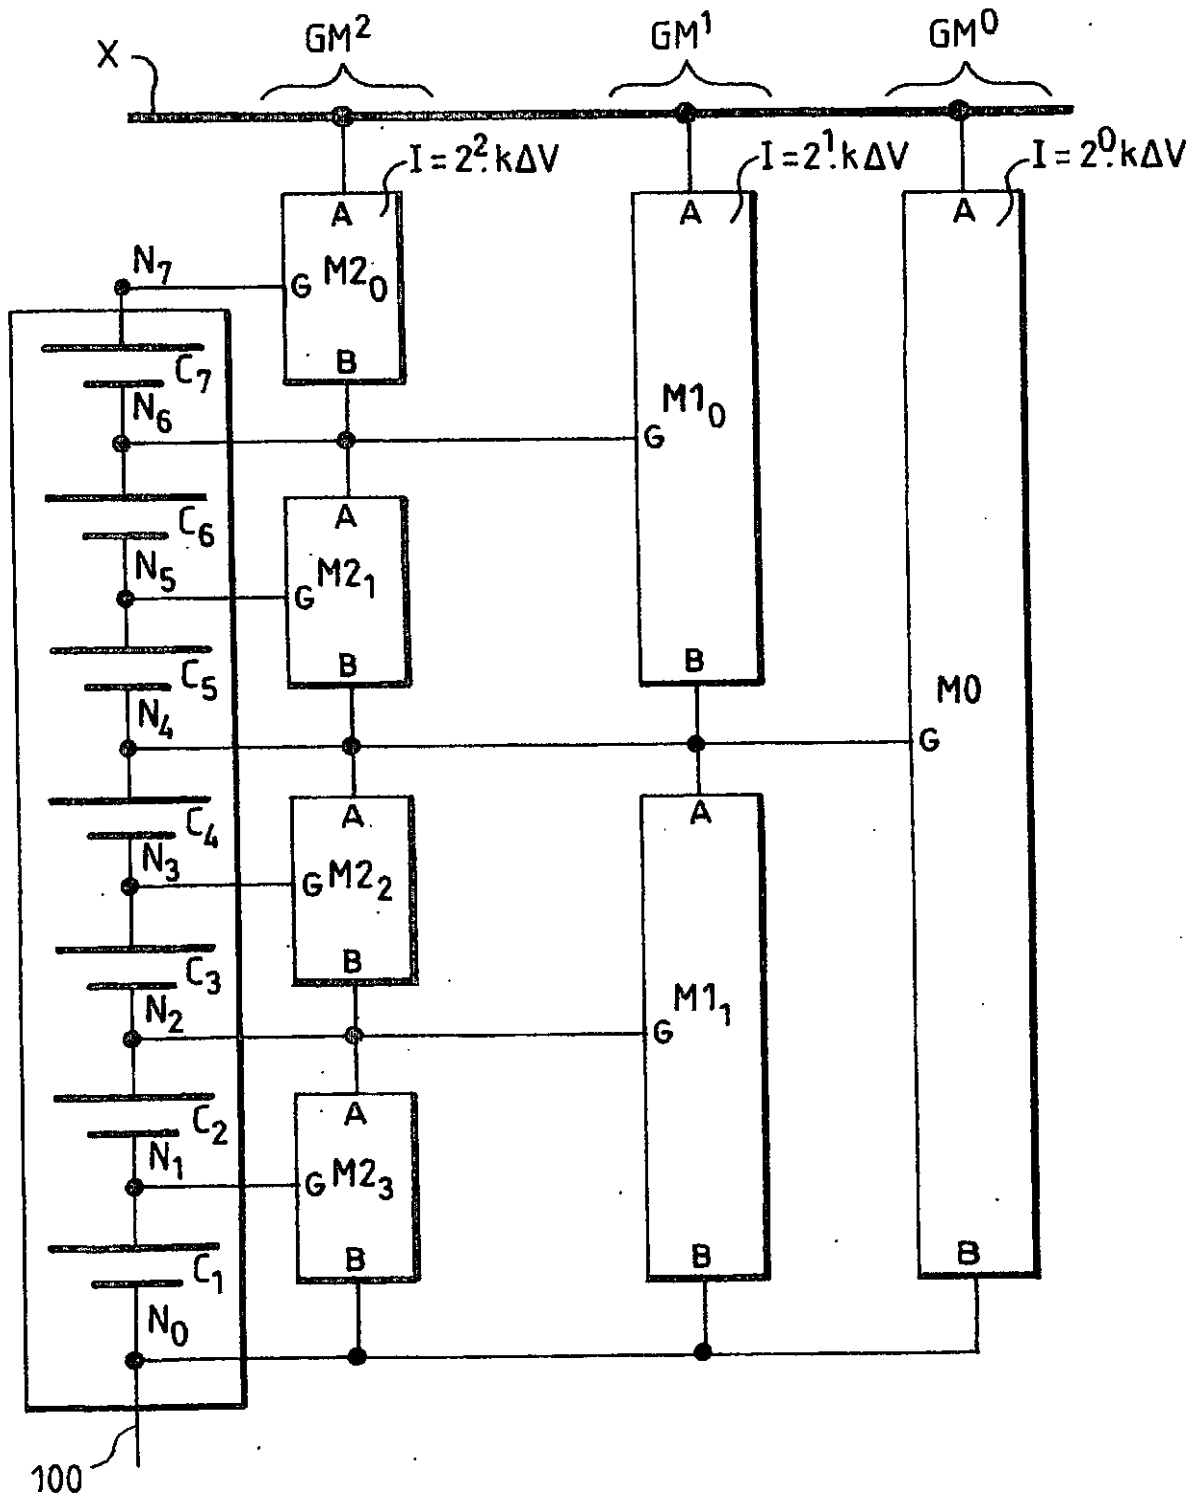 GM² GM¹ GM⁰
X
I = 2².kΔV I = 2¹.kΔV I = 2⁰.kΔV
A A A
N₇
G M2₀
C₇
B
N₆
M1₀
G
A
C₆
N₅
M2₁
G
B B
C₅
M0
N₄
G
A A
C₄
N₃
G M2₂
B
C₃
M1₁
N₂
G
A
C₂
N₁
G M2₃
B B B
C₁
N₀
100